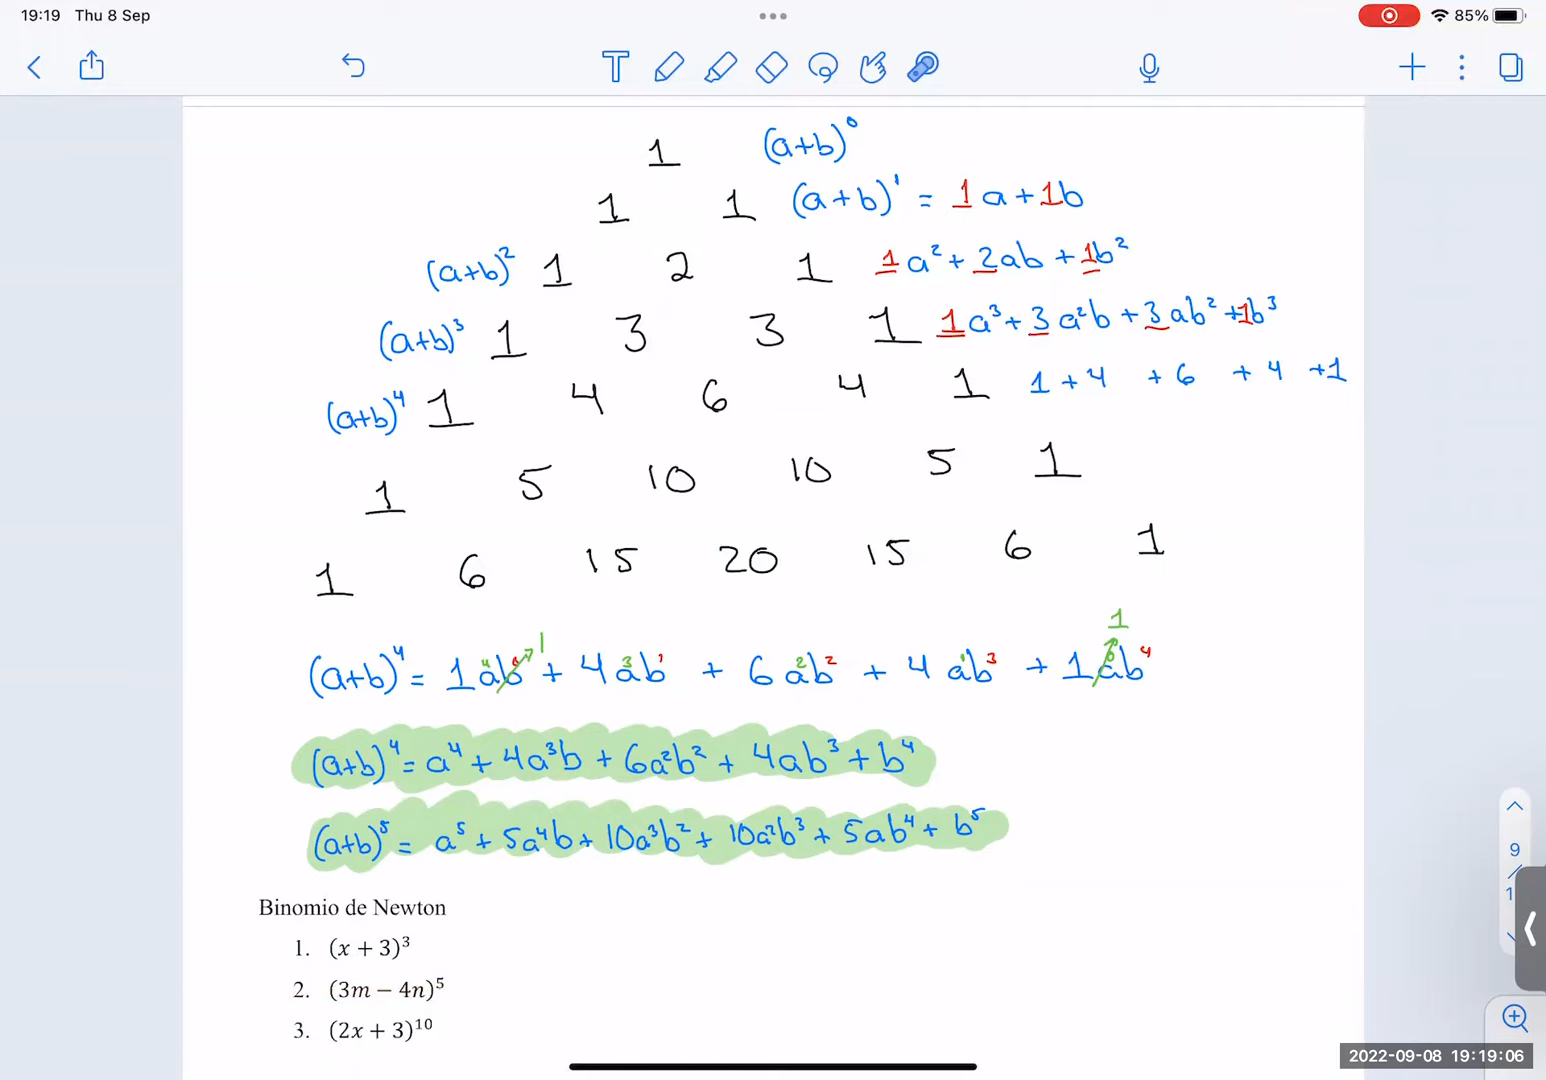 19:19 Thu 8 Sep 85%
1 (a+b)⁰
1 1 (a+b)¹ = 1a + 1b
(a+b)² 1 2 1 1a² + 2ab + 1b²
(a+b)³ 1 3 3 1 1a³ + 3a²b + 3ab² + 1b³
(a+b)⁴ 1 4 6 4 1 1 + 4 + 6 + 4 + 1
1 5 10 10 5 1
1 6 15 20 15 6 1
1
(a+b)⁴ = 1a⁴b⁰ 1 + 4a³b¹ + 6a²b² + 4a¹b³ + 1a⁰b⁴
(a+b)⁴ = a⁴ + 4a³b + 6a²b² + 4ab³ + b⁴
(a+b)⁵ = a⁵ + 5a⁴b + 10a³b² + 10a²b³ + 5ab⁴ + b⁵
9
Binomio de Newton
1. (x + 3)³
2. (3m − 4n)⁵
3. (2x + 3)¹⁰
2022-09-08 19:19:06